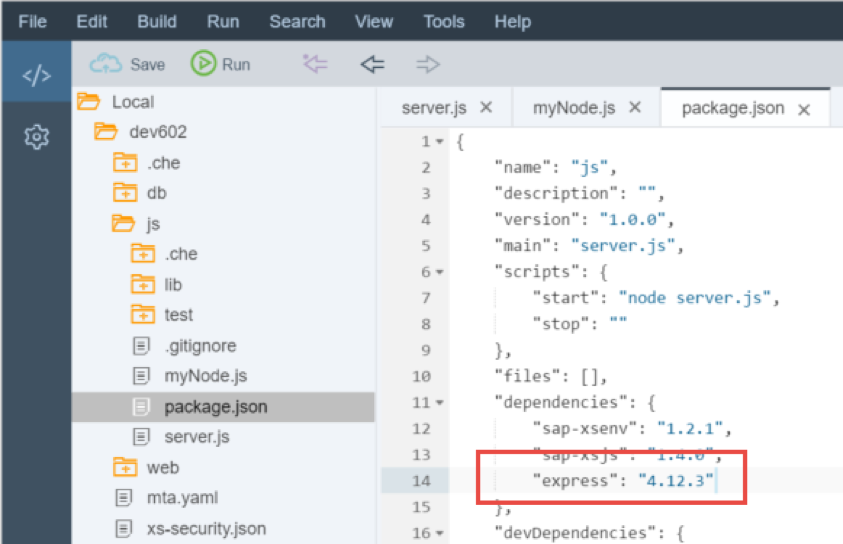 File Edit Build Run Search View Tools Help
Save Run
Local
dev602
.che
db
js
.che
lib
test
.gitignore
myNode.js
package.json
server.js
web
mta.yaml
xs-security.json
server.js myNode.js package.json
1 {
2 "name": "js",
3 "description": "",
4 "version": "1.0.0",
5 "main": "server.js",
6 "scripts": {
7 "start": "node server.js",
8 "stop": ""
9 },
10 "files": [],
11 "dependencies": {
12 "sap-xsenv": "1.2.1",
13 "sap-xsjs": "1.4.0",
14 "express": "4.12.3"
15 },
16 "devDependencies": {